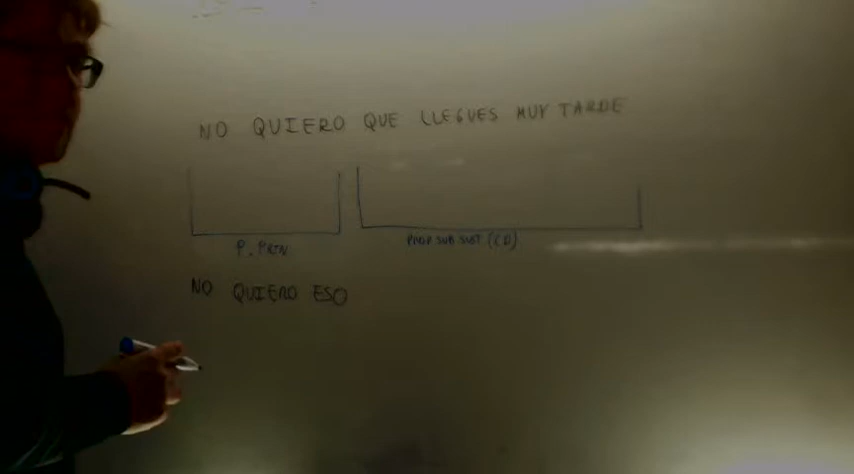 NO QUIERO QUE LLEGUES MUY TARDE
P. PRIN PROP SUB SUST (CD)
NO QUIERO ESO